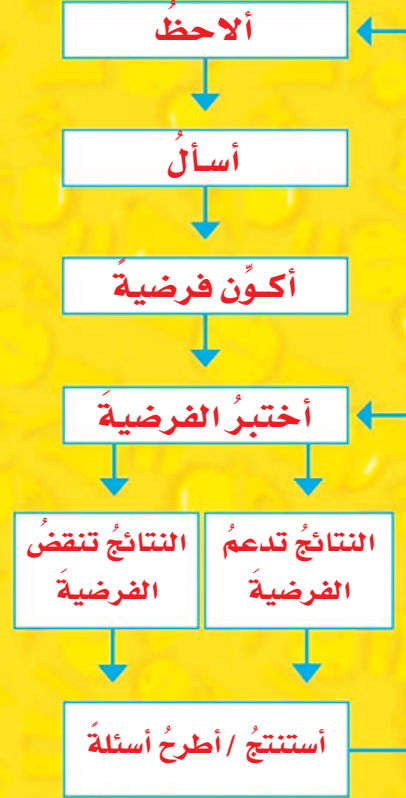 ألاحظُ
أسألُ
أكوِّن فرضيةً
أختبرُ الفرضيةَ
النتائجُ تدعمُ
الفرضيةَ
النتائجُ تنقضُ
الفرضيةَ
أستنتجُ / أطرحُ أسئلةً